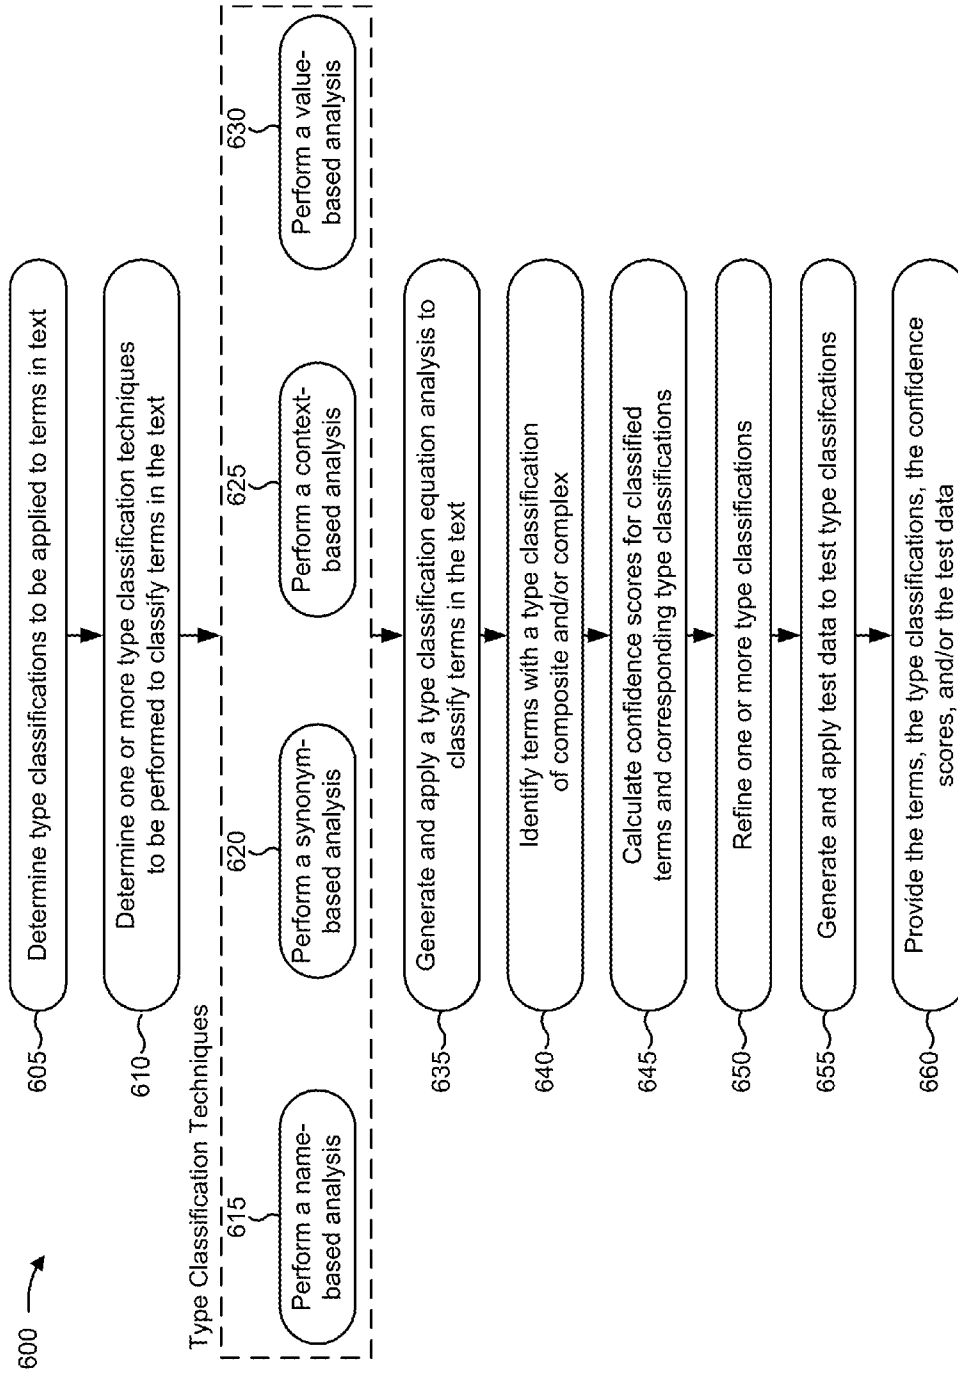 600
605
Determine type classifications to be applied to terms in text
610
Determine one or more type classification techniques
to be performed to classify terms in the text
Type Classification Techniques
615
Perform a name-
based analysis
620
Perform a synonym-
based analysis
625
Perform a context-
based analysis
630
Perform a value-
based analysis
635
Generate and apply a type classification equation analysis to
classify terms in the text
640
Identify terms with a type classification
of composite and/or complex
645
Calculate confidence scores for classified
terms and corresponding type classifications
650
Refine one or more type classifications
655
Generate and apply test data to test type classifcations
660
Provide the terms, the type classifications, the confidence
scores, and/or the test data